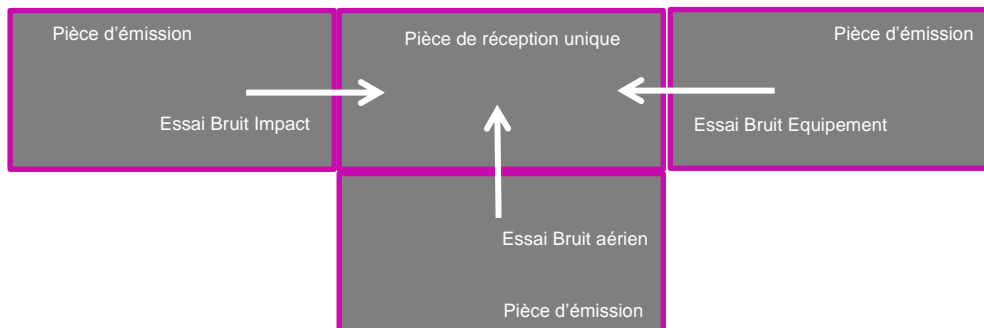 Pièce d'émission
Pièce de réception unique
Pièce d'émission
Essai Bruit Impact
Essai Bruit Equipement
Essai Bruit aérien
Pièce d'émission